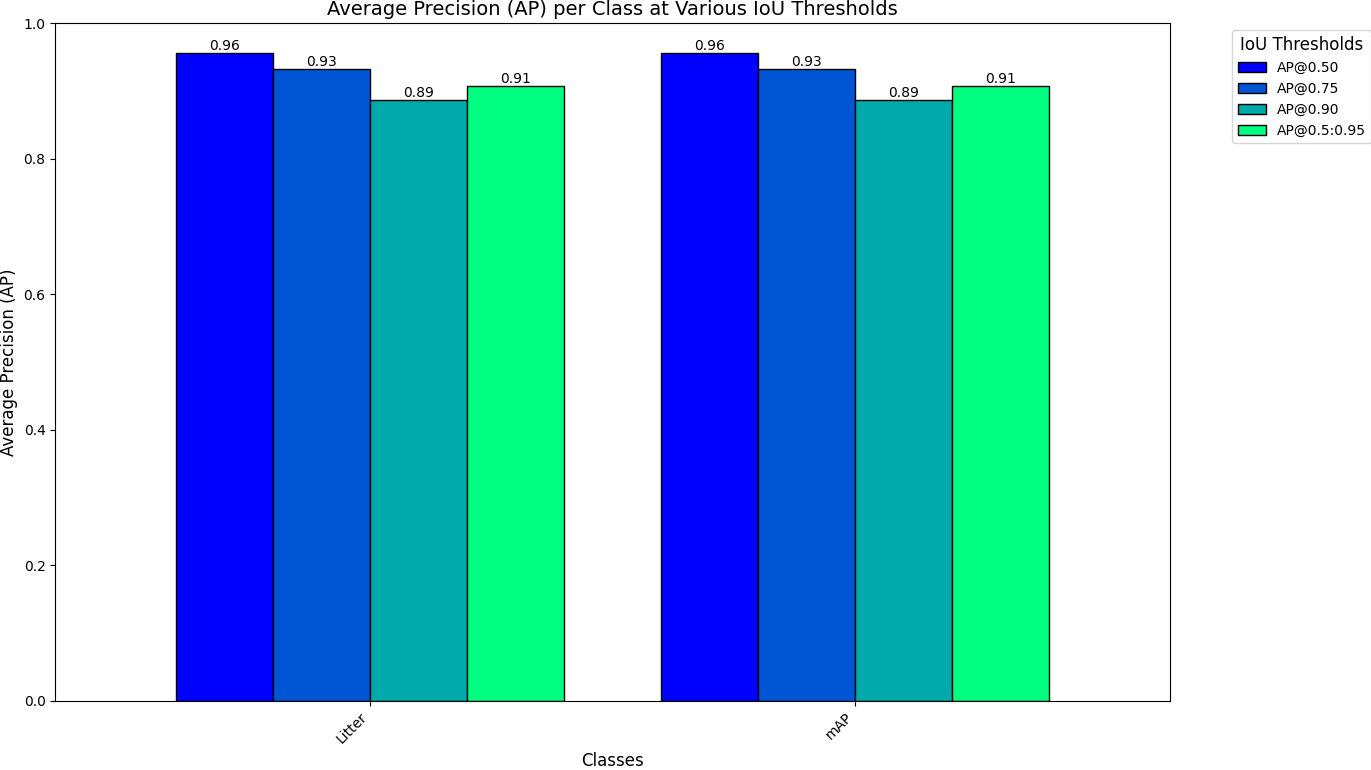 Average Precision (AP) per Class at Various IoU Thresholds
IoU Thresholds
AP@0.50
AP@0.75
AP@0.90
AP@0.5:0.95
Average Precision (AP)
1.0
0.8
0.6
0.4
0.2
0.0
0.96
0.93
0.89
0.91
0.96
0.93
0.89
0.91
Litter
mAP
Classes